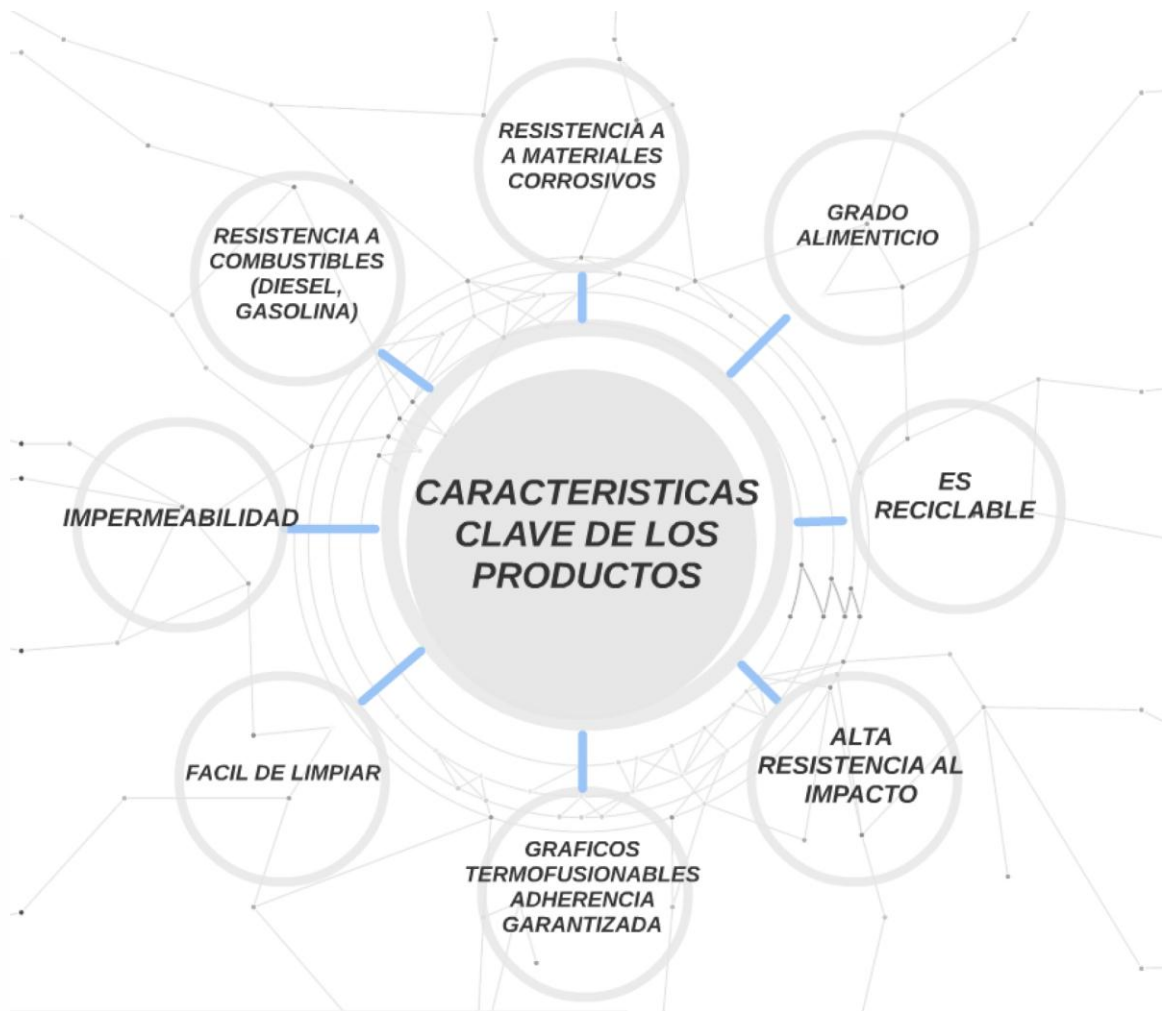 RESISTENCIA A
A MATERIALES
CORROSIVOS
GRADO
ALIMENTICIO
RESISTENCIA A
COMBUSTIBLES
(DIESEL,
GASOLINA)
CARACTERISTICAS
CLAVE DE LOS
PRODUCTOS
ES
RECICLABLE
IMPERMEABILIDAD
ALTA
RESISTENCIA AL
IMPACTO
FACIL DE LIMPIAR
GRAFICOS
TERMOFUSIONABLES
ADHERENCIA
GARANTIZADA